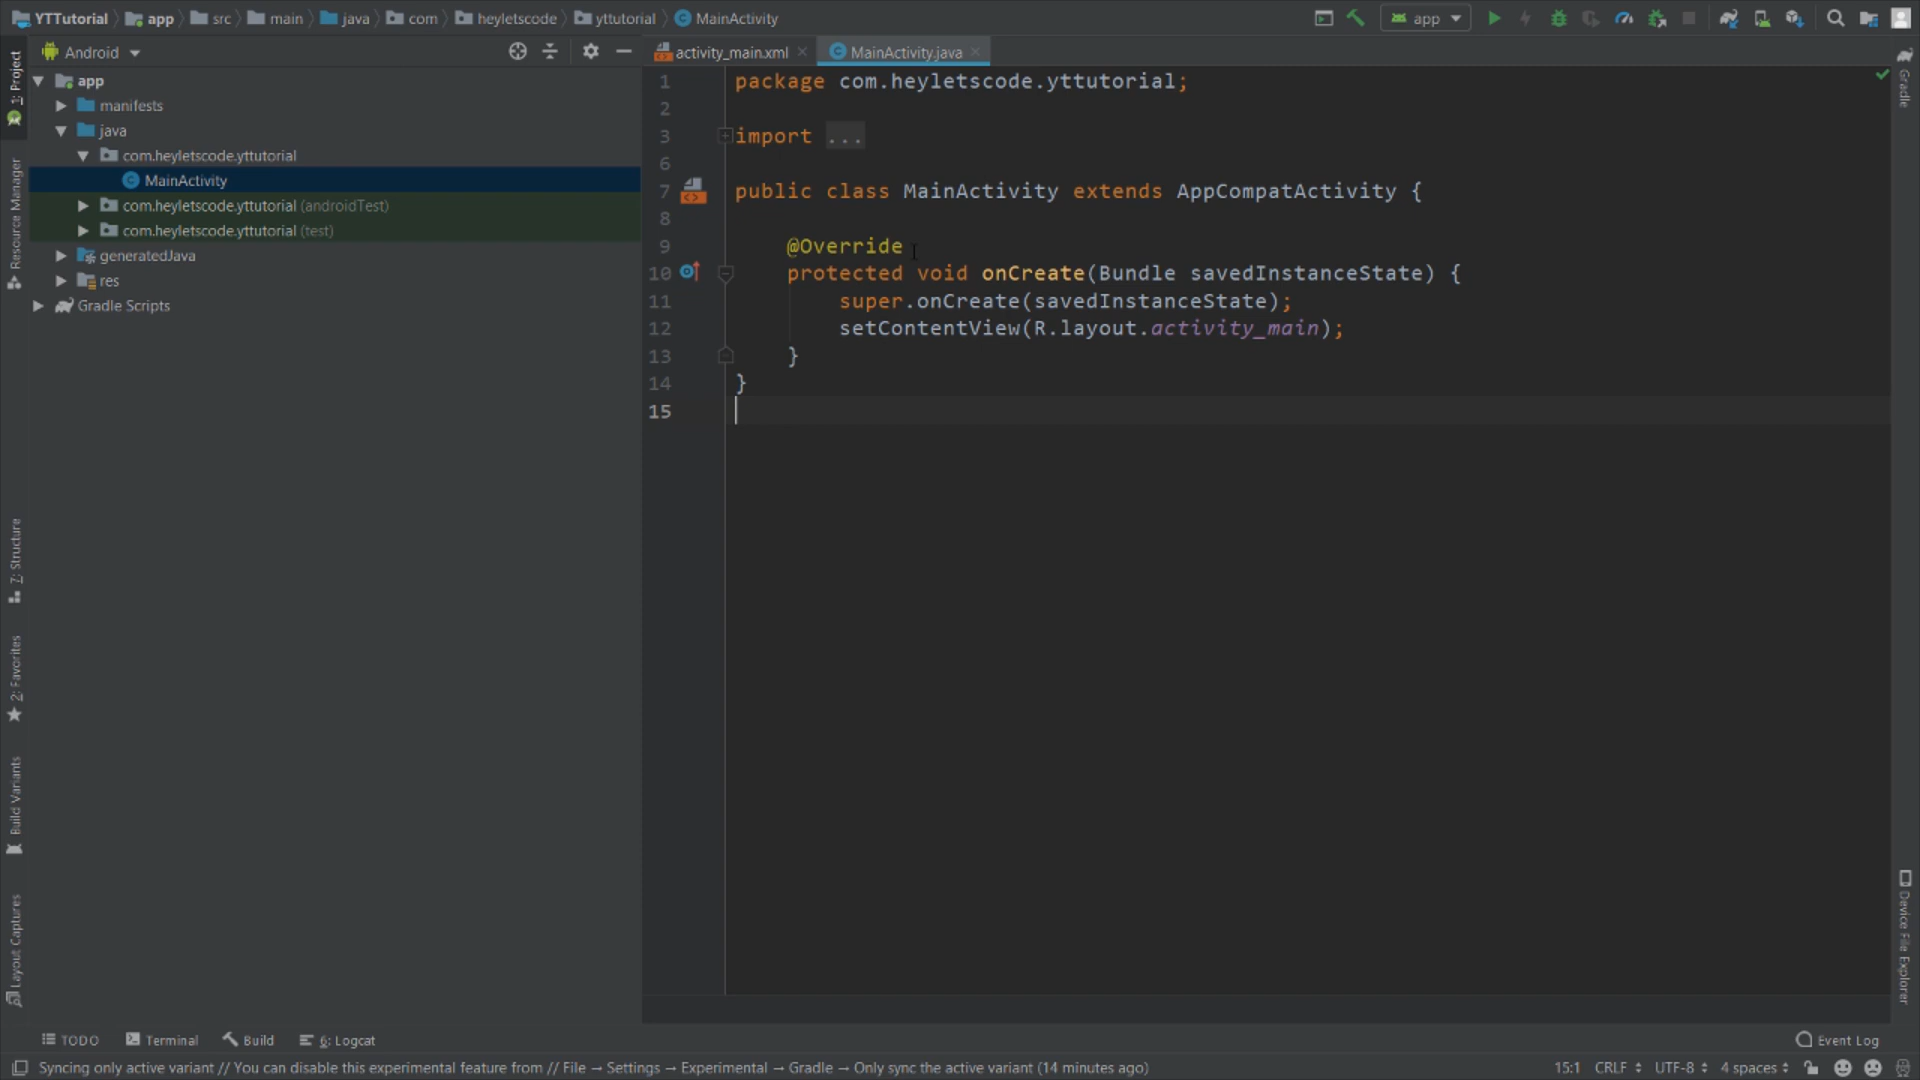 YTTutorial app src main java com heyletscode yttutorial MainActivity
app
Android
activity_main.xml
MainActivity.java
1: Project
Resource Manager
7: Structure
2: Favorites
Build Variants
Layout Captures
app
manifests
java
com.heyletscode.yttutorial
MainActivity
com.heyletscode.yttutorial (androidTest)
com.heyletscode.yttutorial (test)
generatedJava
res
Gradle Scripts
1 package com.heyletscode.yttutorial;
2
3 import ...
6
7 public class MainActivity extends AppCompatActivity {
8
9 @Override
10 protected void onCreate(Bundle savedInstanceState) {
11 super.onCreate(savedInstanceState);
12 setContentView(R.layout.activity_main);
13 }
14 }
15
Gradle
Device File Explorer
TODO Terminal Build 6: Logcat Event Log
Syncing only active variant // You can disable this experimental feature from // File → Settings → Experimental → Gradle → Only sync the active variant (14 minutes ago) 15:1 CRLF UTF-8 4 spaces